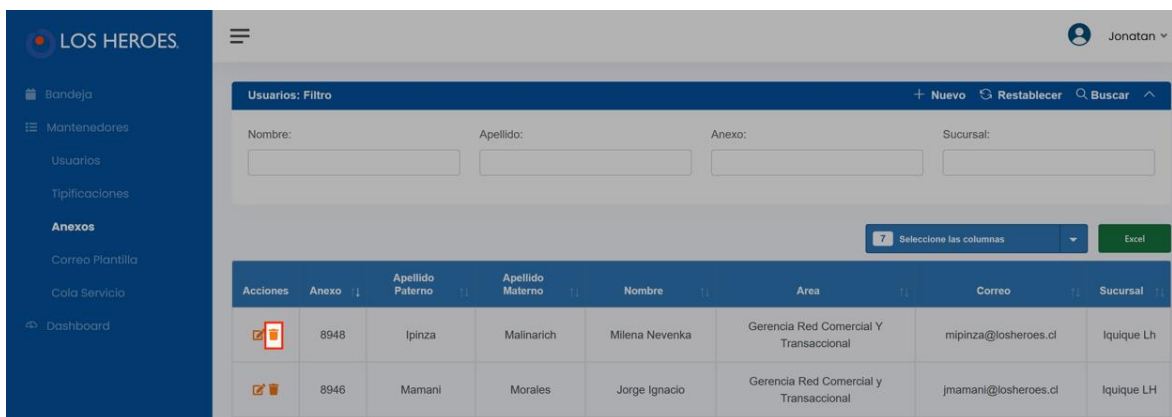 LOS HEROES.
Jonatan
Bandeja
Mantenedores
Usuarios
Tipificaciones
Anexos
Correo Plantilla
Cola Servicio
Dashboard
Usuarios: Filtro
Nuevo Restablecer Buscar
Nombre: Apellido: Anexo: Sucursal:
7 Seleccione las columnas Excel
Acciones Anexo Apellido Paterno Apellido Materno Nombre Area Correo Sucursal
8948 Ipinza Malinarich Milena Nevenka Gerencia Red Comercial Y Transaccional mipinza@losheroes.cl Iquique Lh
8946 Mamani Morales Jorge Ignacio Gerencia Red Comercial y Transaccional jmamani@losheroes.cl Iquique LH